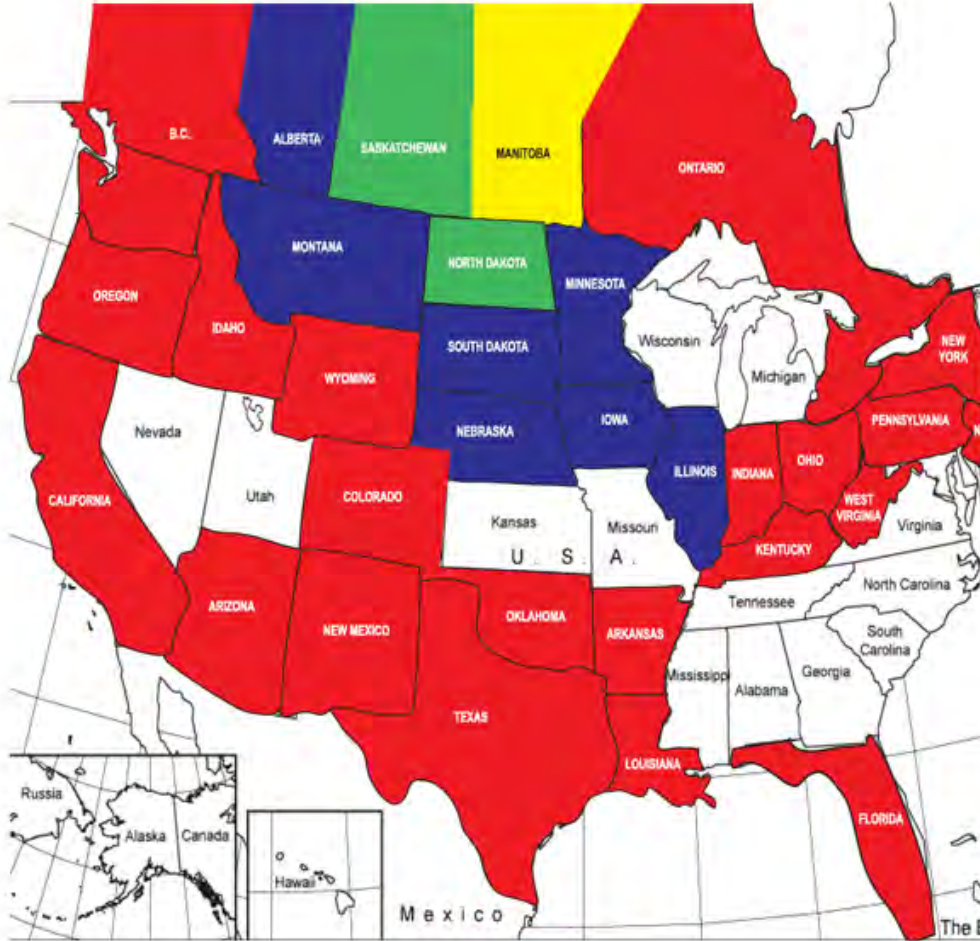 B.C.
ALBERTA
SASKATCHEWAN
MANITOBA
ONTARIO
MONTANA
NORTH DAKOTA
MINNESOTA
OREGON
IDAHO
SOUTH DAKOTA
Wisconsin
NEW
YORK
WYOMING
Michigan
NEBRASKA
IOWA
PENNSYLVANIA
N
Nevada
OHIO
ILLINOIS
INDIANA
CALIFORNIA
Utah
COLORADO
WEST
VIRGINIA
Kansas
Missouri
Virginia
U. S. A.
KENTUCKY
North Carolina
ARIZONA
NEW MEXICO
OKLAHOMA
ARKANSAS
Tennessee
South
Carolina
Mississippi
Alabama
Georgia
TEXAS
LOUISIANA
Russia
FLORIDA
Alaska
Canada
Hawaii
Mexico
The